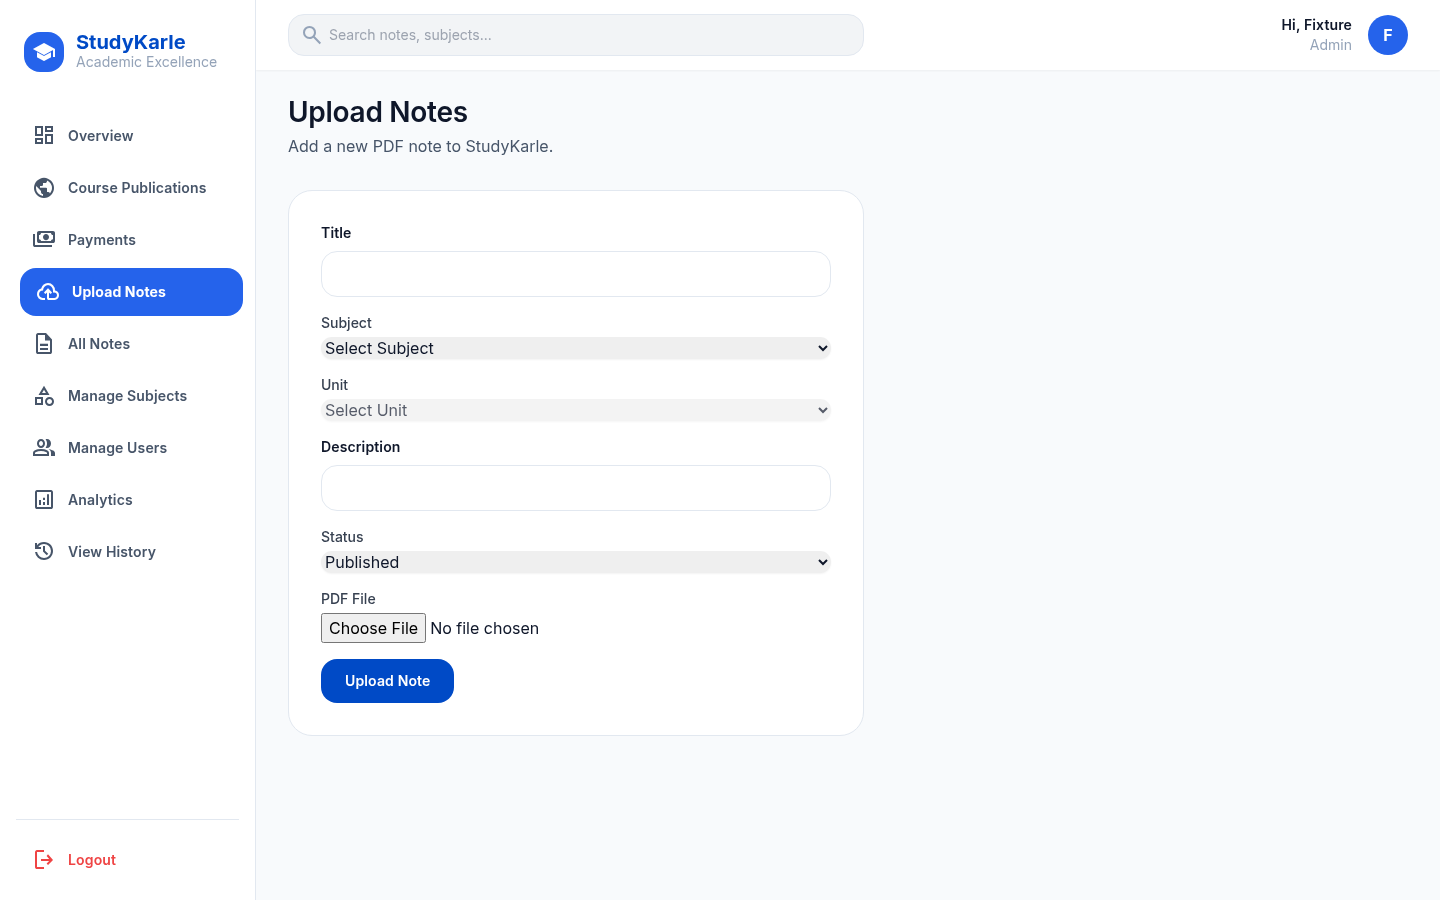 StudyKarle
Academic Excellence
Overview
Course Publications
Payments
Upload Notes
All Notes
Manage Subjects
Manage Users
Analytics
View History
Logout
Search notes, subjects...
Hi, Fixture
Admin
F
Upload Notes
Add a new PDF note to StudyKarle.
Title
Subject
Select Subject
Unit
Select Unit
Description
Status
Published
PDF File
Choose File No file chosen
Upload Note